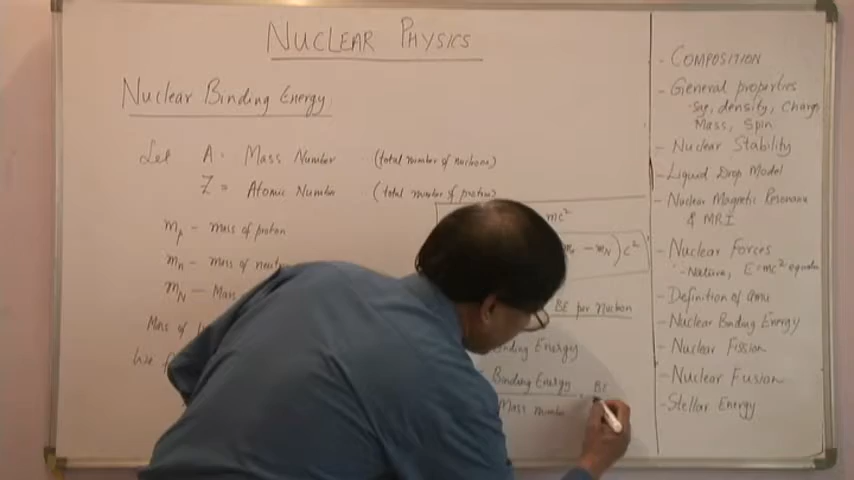 NUCLEAR PHYSICS
Nuclear Binding Energy
Let A = Mass Number (total number of nucleons)
Z = Atomic Number (total number of protons)
mp - mass of proton
mn - mass of neut
mN - Mass
Mass of
We
mc²
- mN) c²
BE per nucleon
Binding Energy
Binding Energy = BE
Mass Number
- COMPOSITION
- General properties
Size, density, Charge
Mass, Spin
- Nuclear Stability
- Liquid Drop Model
- Nuclear Magnetic Resonance
& MRI
- Nuclear Forces
- Nature, E=mc² equation
- Definition of amu
- Nuclear Binding Energy
- Nuclear Fission
- Nuclear Fusion
- Stellar Energy